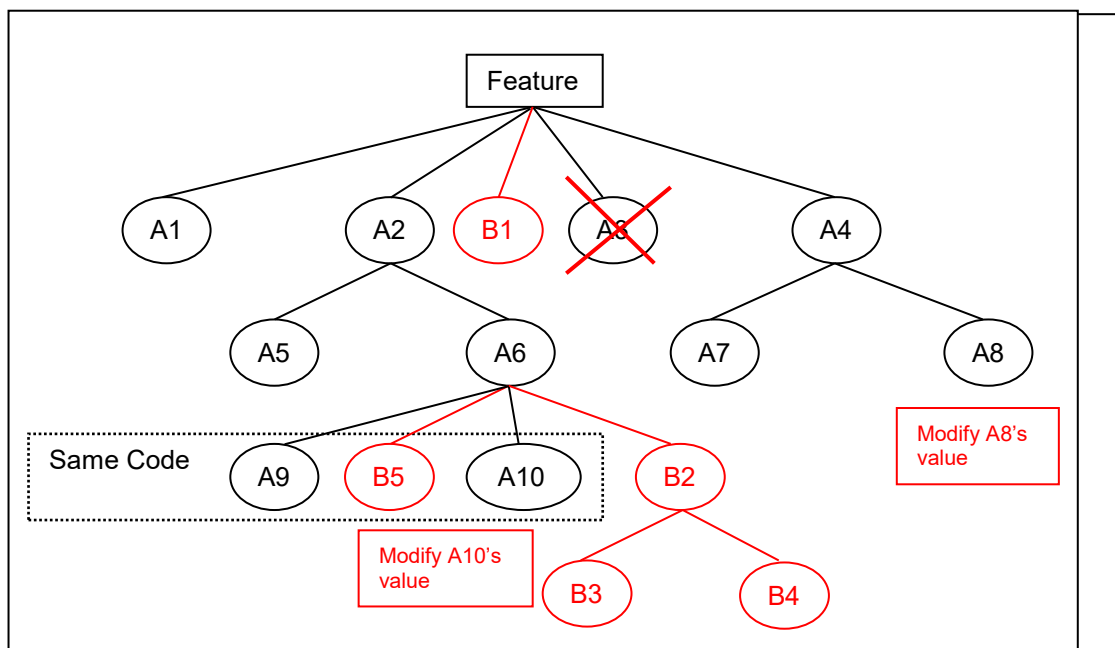 Feature
A1
A2
B1
A3
A4
A5
A6
A7
A8
Modify A8's
value
Same Code
A9
B5
A10
B2
Modify A10's
value
B3
B4